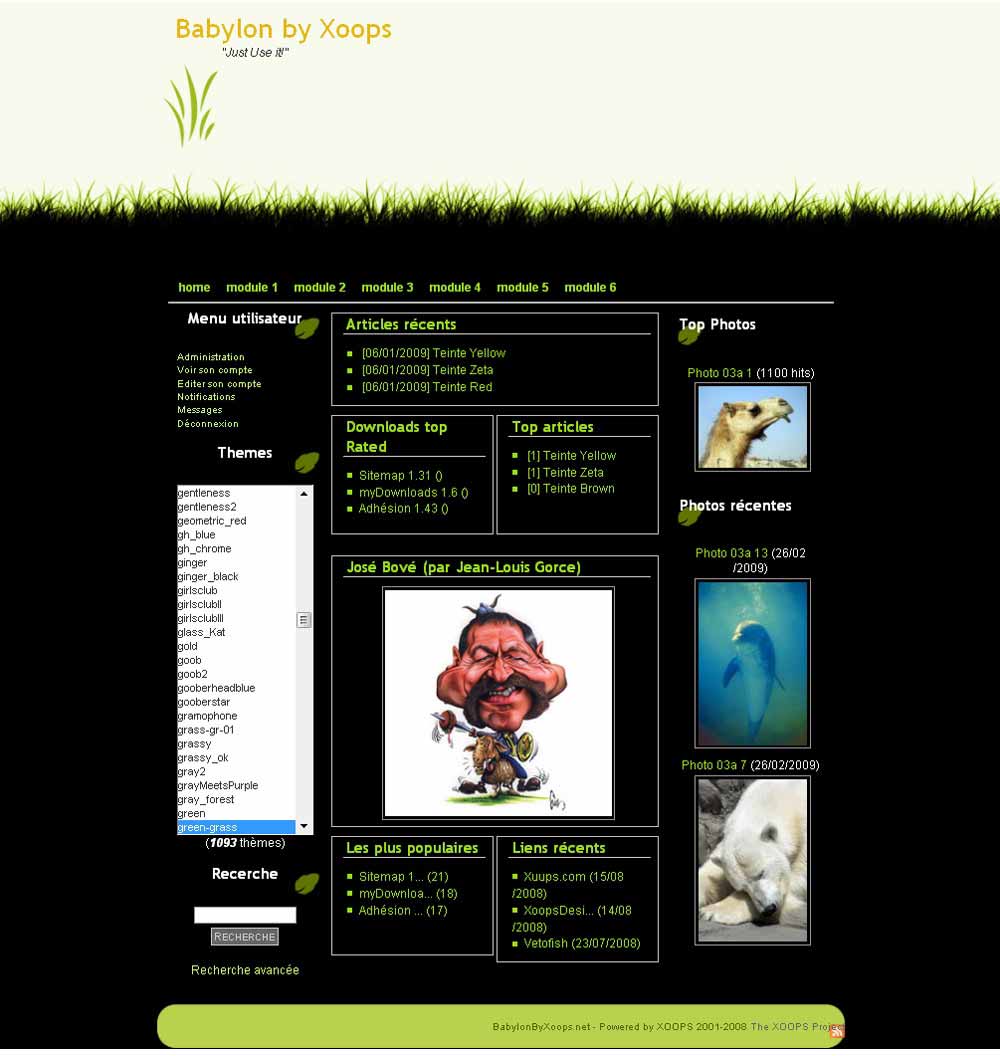 Babylon by Xoops
"Just Use it!"
home module 1 module 2 module 3 module 4 module 5 module 6
Menu utilisateur
Administration
Voir son compte
Editer son compte
Notifications
Messages
Déconnexion
Themes
gentleness
gentleness2
geometric_red
gh_blue
gh_chrome
ginger
ginger_black
girlsclub
girlsclubII
girlsclubIII
glass_Kat
gold
goob
goob2
gooberheadblue
gooberstar
gramophone
grass-gr-01
grassy
grassy_ok
gray2
grayMeetsPurple
gray_forest
green
green-grass
(1093 thèmes)
Recerche
RECHERCHE
Recherche avancée
Articles récents
[06/01/2009] Teinte Yellow
[06/01/2009] Teinte Zeta
[06/01/2009] Teinte Red
Downloads top
Rated
Sitemap 1.31 ()
myDownloads 1.6 ()
Adhésion 1.43 ()
Top articles
[1] Teinte Yellow
[1] Teinte Zeta
[0] Teinte Brown
José Bové (par Jean-Louis Gorce)
Les plus populaires
Sitemap 1... (21)
myDownloa... (18)
Adhésion ... (17)
Liens récents
Xuups.com (15/08
/2008)
XoopsDesi... (14/08
/2008)
Vetofish (23/07/2008)
Top Photos
Photo 03a 1 (1100 hits)
Photos récentes
Photo 03a 13 (26/02
/2009)
Photo 03a 7 (26/02/2009)
BabylonByXoops.net - Powered by XOOPS 2001-2008 The XOOPS Project